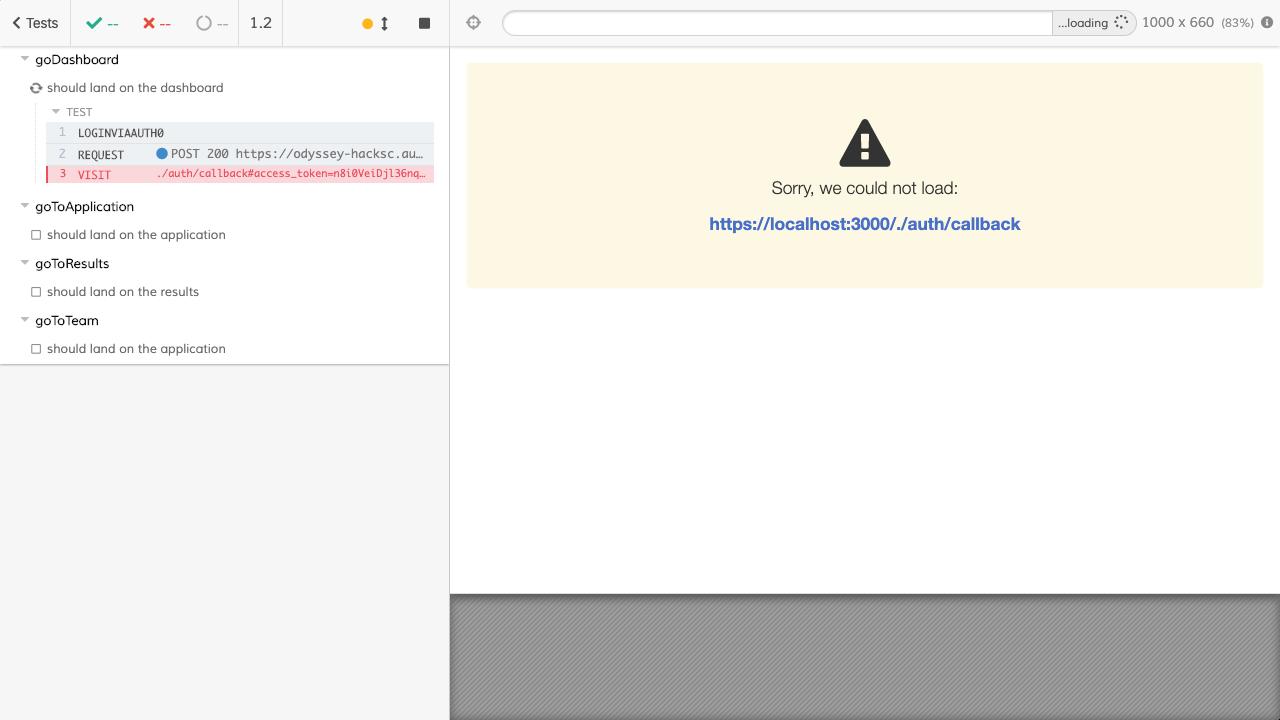 Tests -- -- -- 1.2
goDashboard
should land on the dashboard
TEST
1 LOGINVIAAUTH0
2 REQUEST POST 200 https://odyssey-hacksc.au...
3 VISIT ./auth/callback#access_token=n8i0VeiDjl36nq...
goToApplication
should land on the application
goToResults
should land on the results
goToTeam
should land on the application
...loading 1000 x 660 (83%)
Sorry, we could not load:
https://localhost:3000/./auth/callback